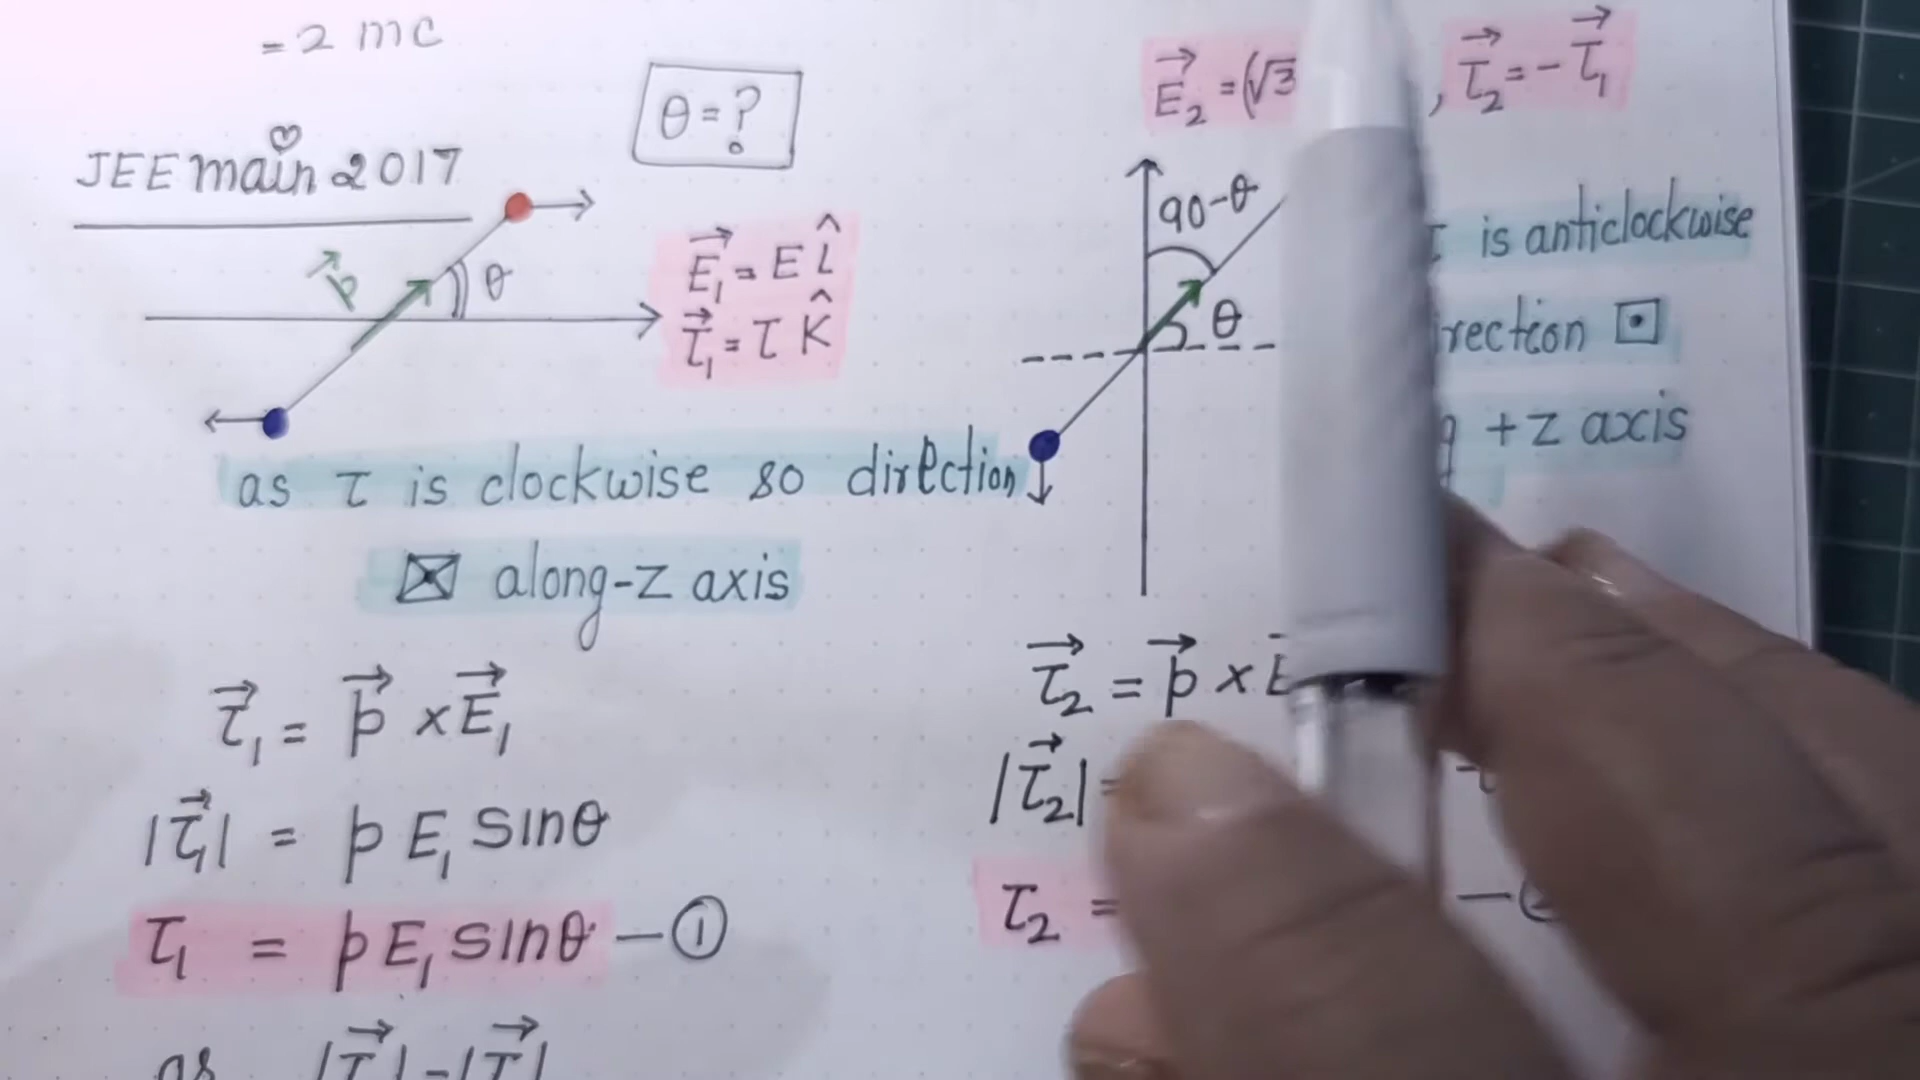 = 2 mc
θ = ?
JEE main 2017
p⃗
θ
E⃗₁ = E î
τ⃗₁ = τ K̂
as τ is clockwise so direction
☒ along -z axis
τ⃗₁ = p⃗ × E⃗₁
|τ⃗₁| = p E₁ sinθ
τ₁ = p E₁ sinθ — ①
as |τ⃗
E⃗₂ = (√3
, τ⃗₂ = - τ⃗₁
90-θ
θ
is anticlockwise
⊡
+z axis
τ⃗₂ = p⃗ ×
|τ⃗₂| =
τ₂ =